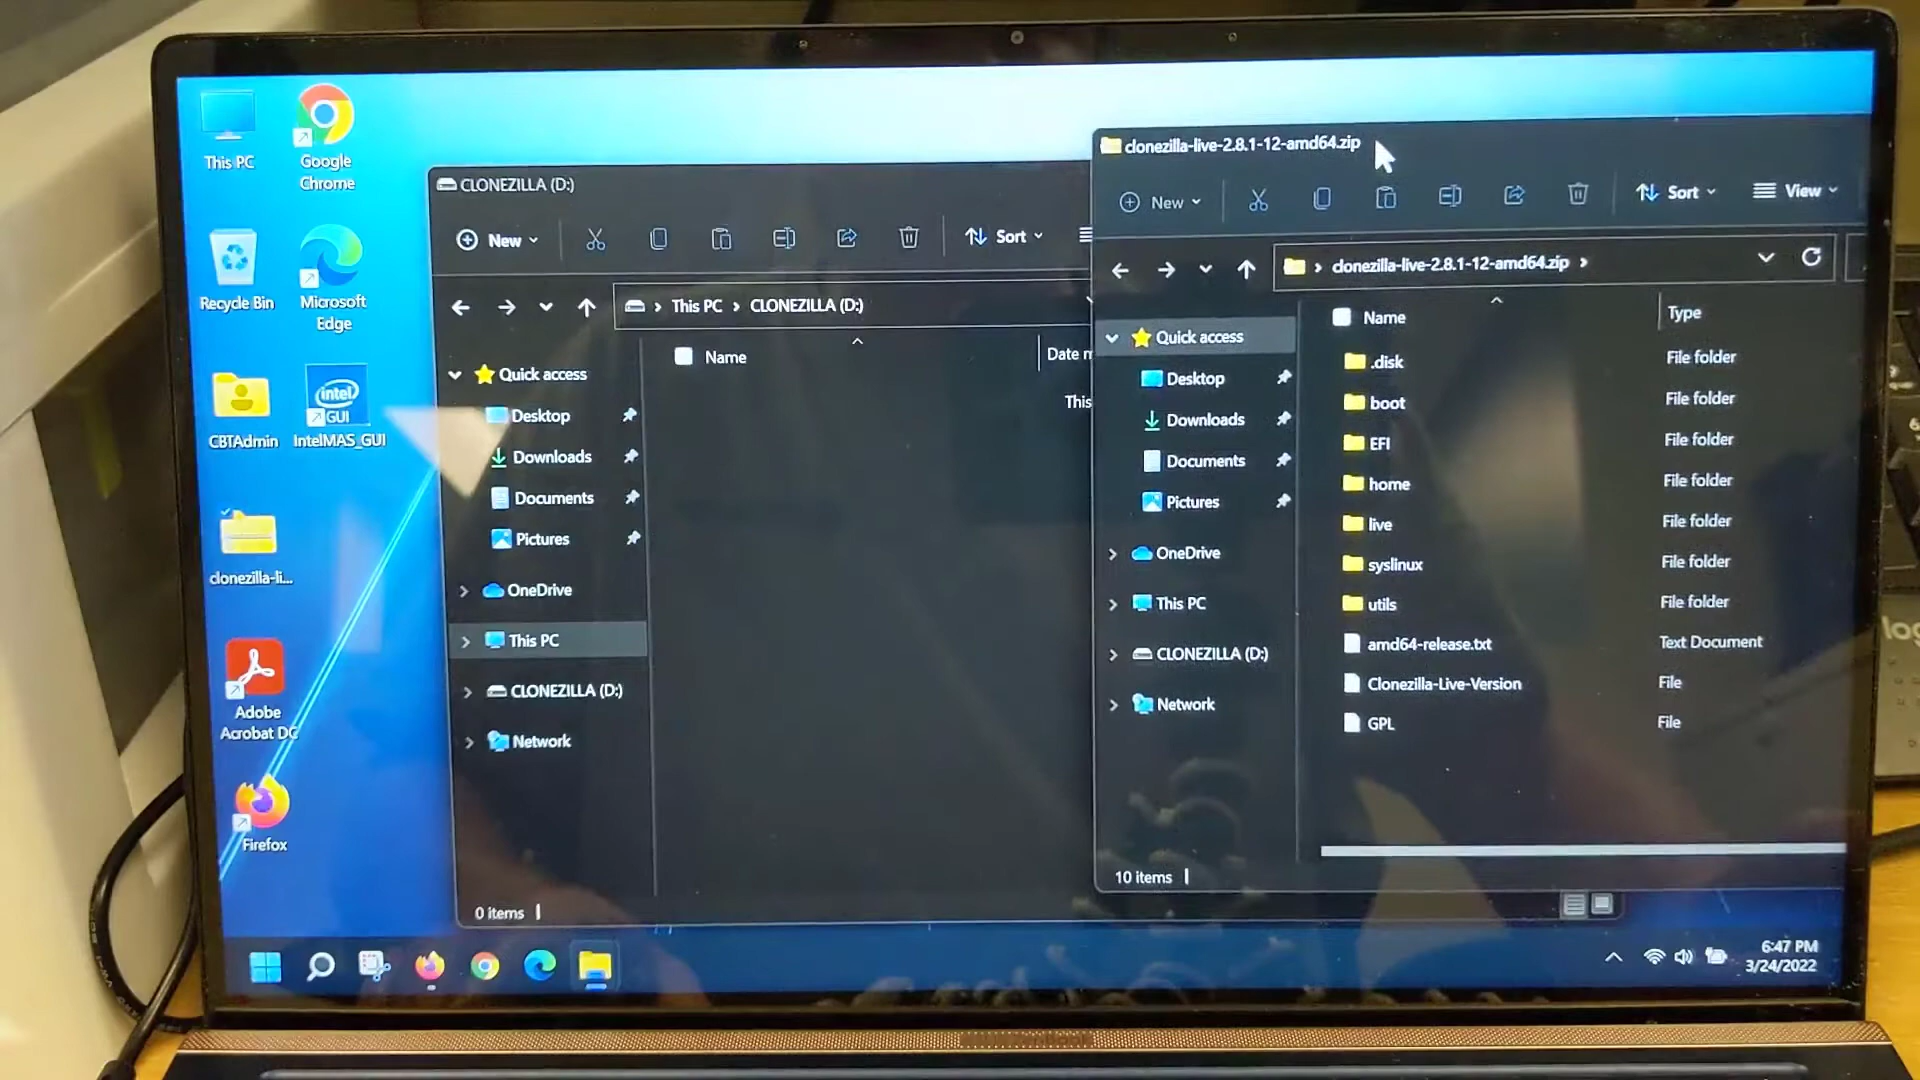 This PC
Google
Chrome
Recycle Bin
Microsoft
Edge
CBTAdmin
intel
GUI
IntelMAS_GUI
clonezilla-li...
Adobe
Acrobat DC
Firefox
CLONEZILLA (D:)
New
Sort
This PC > CLONEZILLA (D:)
Quick access
Desktop
Downloads
Documents
Pictures
OneDrive
This PC
CLONEZILLA (D:)
Network
Name
Date m
This
0 items
clonezilla-live-2.8.1-12-amd64.zip
New
Sort
View
clonezilla-live-2.8.1-12-amd64.zip
Quick access
Desktop
Downloads
Documents
Pictures
OneDrive
This PC
CLONEZILLA (D:)
Network
Name Type
.disk File folder
boot File folder
EFI File folder
home File folder
live File folder
syslinux File folder
utils File folder
amd64-release.txt Text Document
Clonezilla-Live-Version File
GPL File
10 items
6:47 PM
3/24/2022